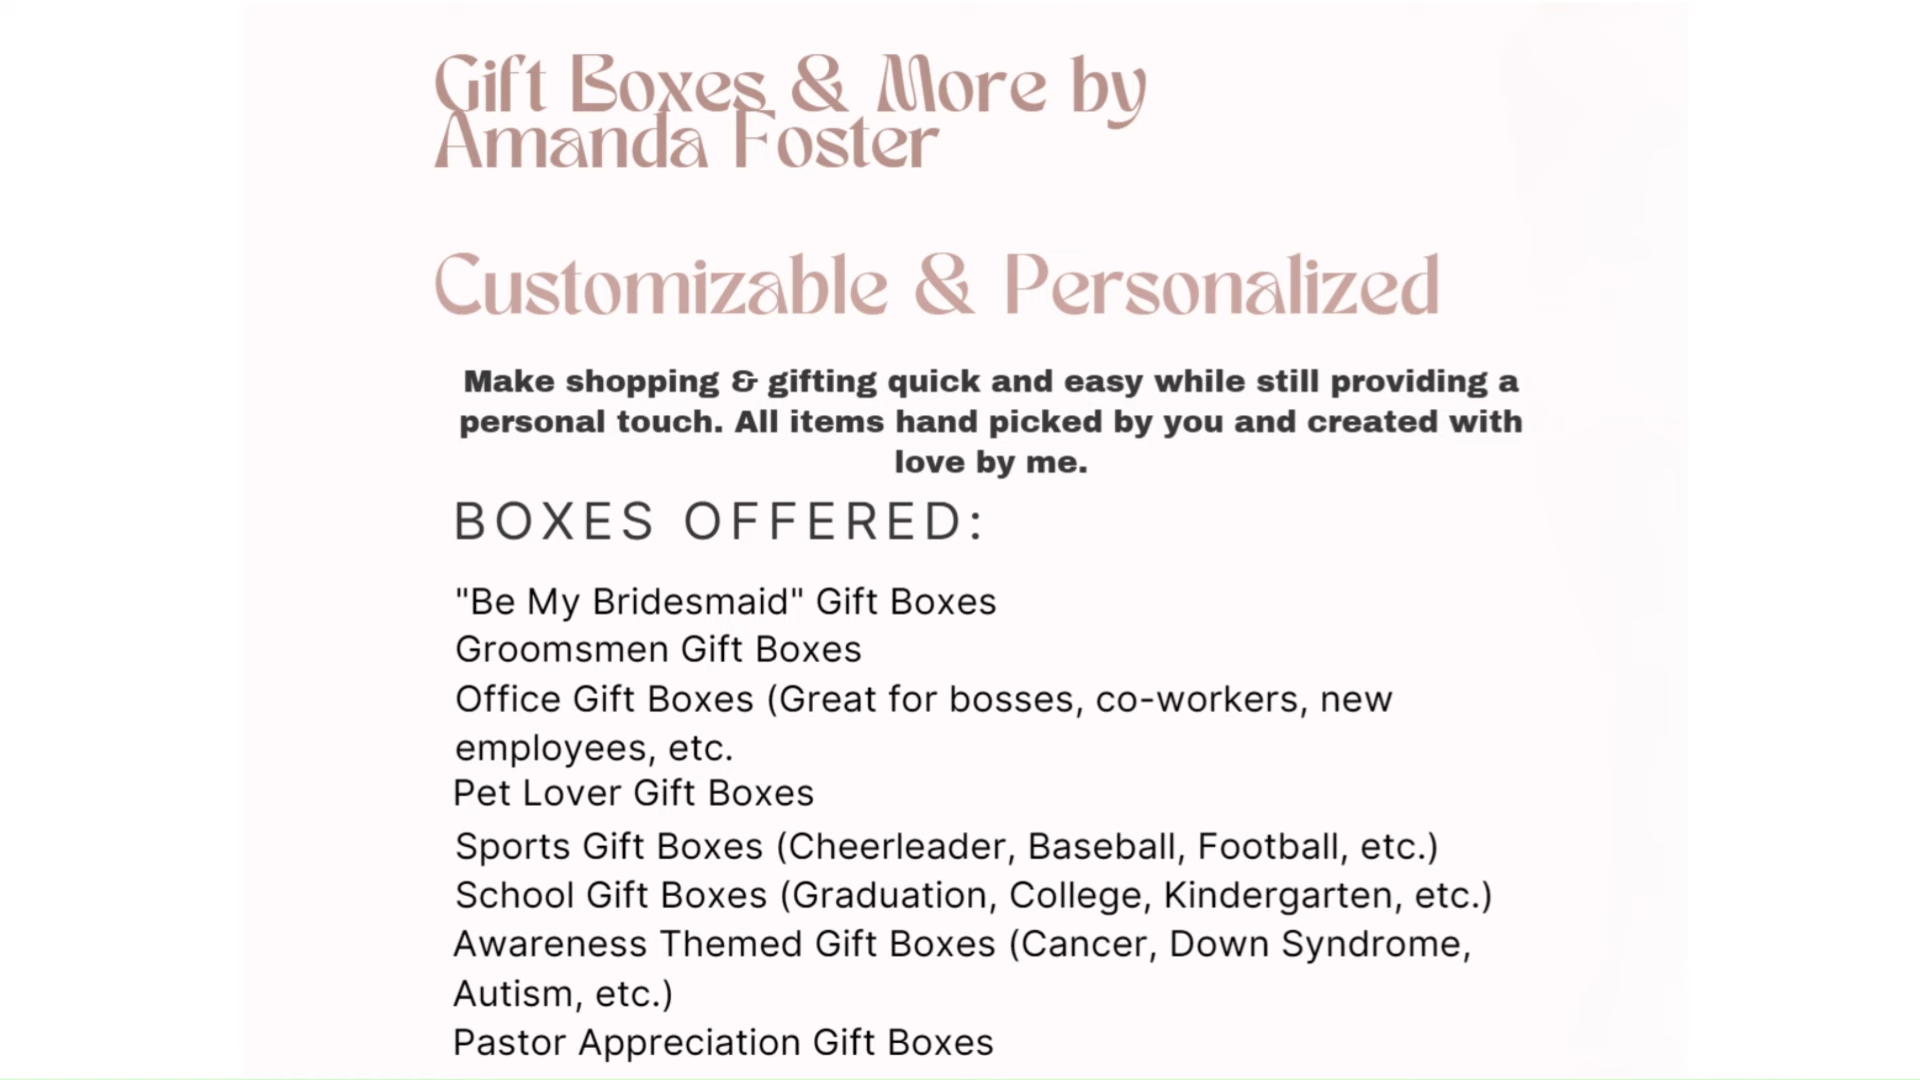 Gift Boxes & More by
Amanda Foster
Customizable & Personalized
Make shopping & gifting quick and easy while still providing a
personal touch. All items hand picked by you and created with
love by me.
BOXES OFFERED:
"Be My Bridesmaid" Gift Boxes
Groomsmen Gift Boxes
Office Gift Boxes (Great for bosses, co-workers, new
employees, etc.
Pet Lover Gift Boxes
Sports Gift Boxes (Cheerleader, Baseball, Football, etc.)
School Gift Boxes (Graduation, College, Kindergarten, etc.)
Awareness Themed Gift Boxes (Cancer, Down Syndrome,
Autism, etc.)
Pastor Appreciation Gift Boxes